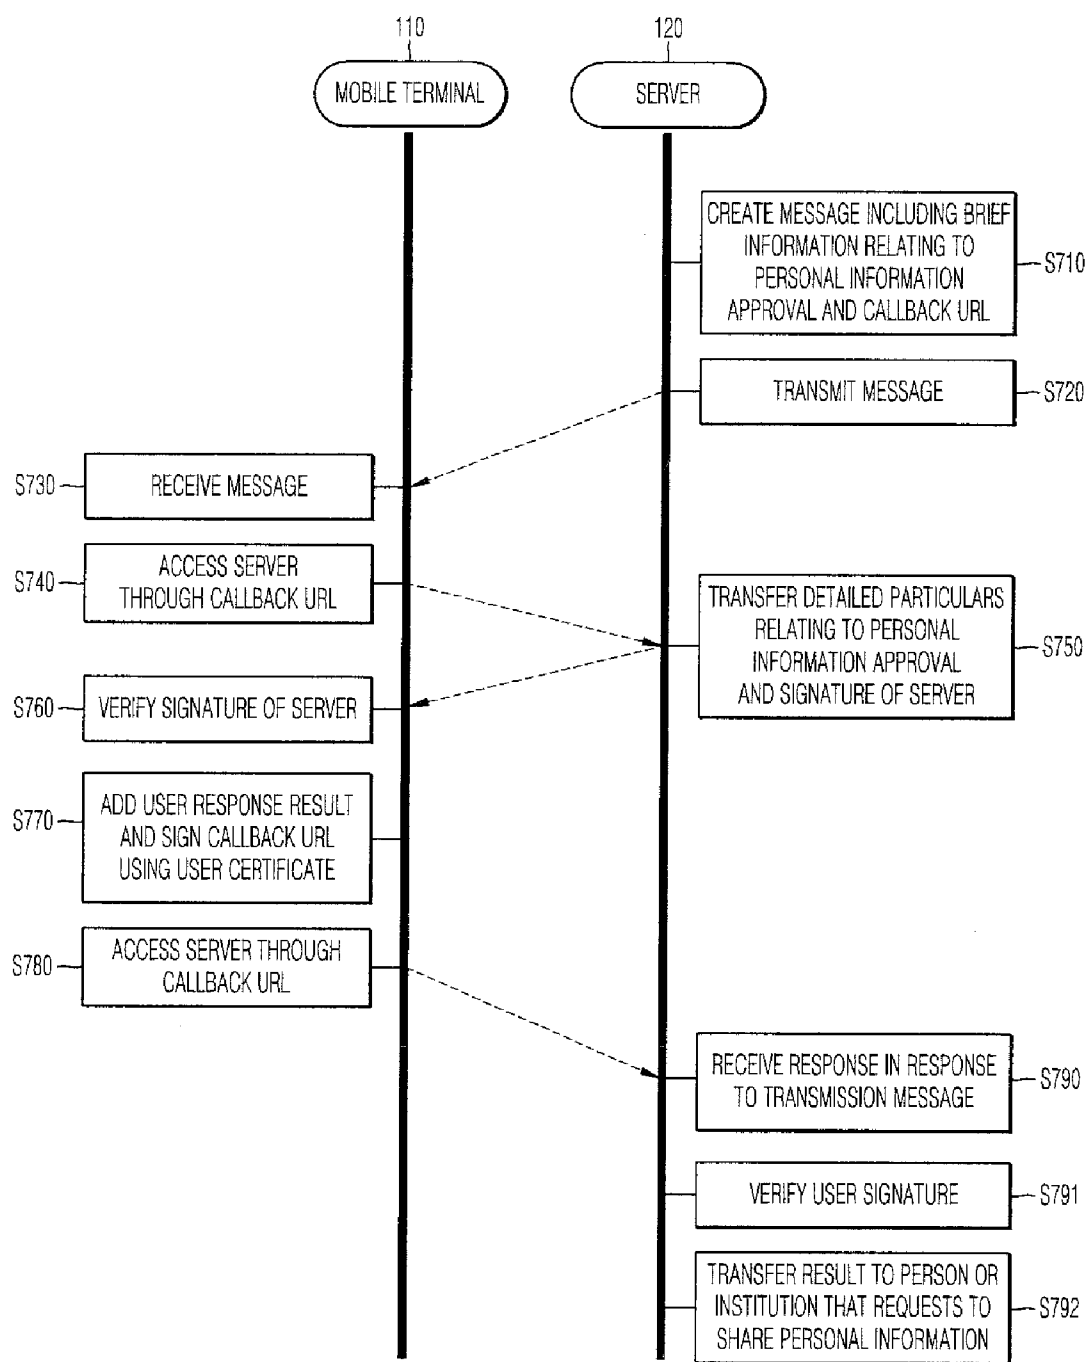 110
120
MOBILE TERMINAL
SERVER
CREATE MESSAGE INCLUDING BRIEF
INFORMATION RELATING TO
PERSONAL INFORMATION
APPROVAL AND CALLBACK URL
S710
TRANSMIT MESSAGE
S720
S730
RECEIVE MESSAGE
S740
ACCESS SERVER
THROUGH CALLBACK URL
TRANSFER DETAILED PARTICULARS
RELATING TO PERSONAL
INFORMATION APPROVAL
AND SIGNATURE OF SERVER
S750
S760
VERIFY SIGNATURE OF SERVER
S770
ADD USER RESPONSE RESULT
AND SIGN CALLBACK URL
USING USER CERTIFICATE
S780
ACCESS SERVER THROUGH
CALLBACK URL
RECEIVE RESPONSE IN RESPONSE
TO TRANSMISSION MESSAGE
S790
VERIFY USER SIGNATURE
S791
TRANSFER RESULT TO PERSON OR
INSTITUTION THAT REQUESTS TO
SHARE PERSONAL INFORMATION
S792